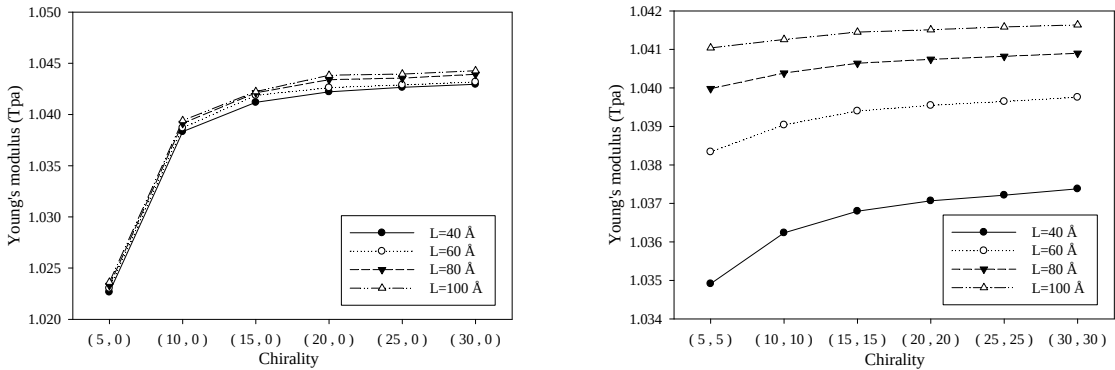 1.050
1.045
1.040
1.035
1.030
1.025
1.020
Young's modulus (Tpa)
L=40 Å
L=60 Å
L=80 Å
L=100 Å
( 5 , 0 ) ( 10 , 0 ) ( 15 , 0 ) ( 20 , 0 ) ( 25 , 0 ) ( 30 , 0 )
Chirality
1.042
1.041
1.040
1.039
1.038
1.037
1.036
1.035
1.034
Young's modulus (Tpa)
L=40 Å
L=60 Å
L=80 Å
L=100 Å
( 5 , 5 ) ( 10 , 10 ) ( 15 , 15 ) ( 20 , 20 ) ( 25 , 25 ) ( 30 , 30 )
Chirality